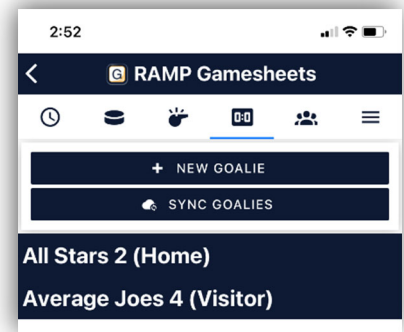 2:52
G RAMP Gamesheets
0:0
+ NEW GOALIE
SYNC GOALIES
All Stars 2 (Home)
Average Joes 4 (Visitor)